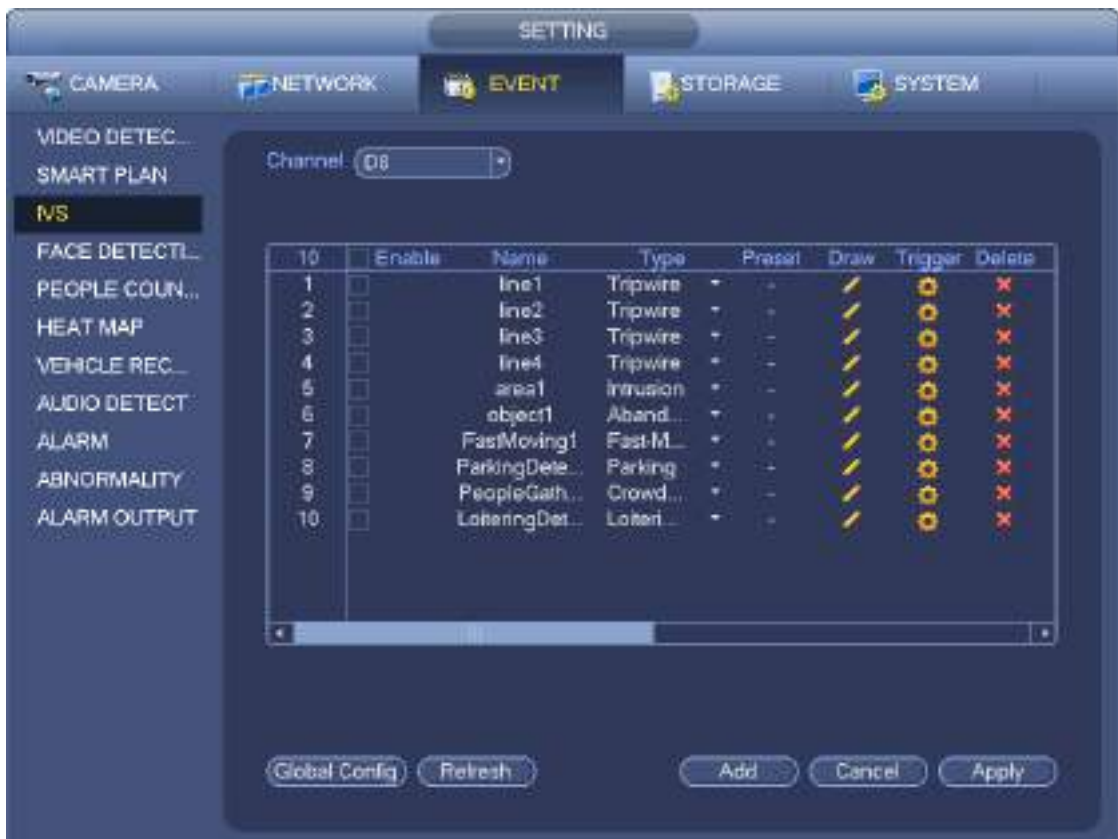 SETTING
CAMERA NETWORK EVENT STORAGE SYSTEM
VIDEO DETEC...
SMART PLAN
IVS
FACE DETECTI...
PEOPLE COUN...
HEAT MAP
VEHICLE REC...
AUDIO DETECT
ALARM
ABNORMALITY
ALARM OUTPUT
Channel D8
10 Enable Name Type Preset Draw Trigger Delete
1 line1 Tripwire -
2 line2 Tripwire -
3 line3 Tripwire -
4 line4 Tripwire -
5 area1 Intrusion -
6 object1 Aband... -
7 FastMoving1 Fast-M... -
8 ParkingDete... Parking -
9 PeopleGath... Crowd... -
10 LoiteringDet... Loiteri... -
Global Config Refresh Add Cancel Apply